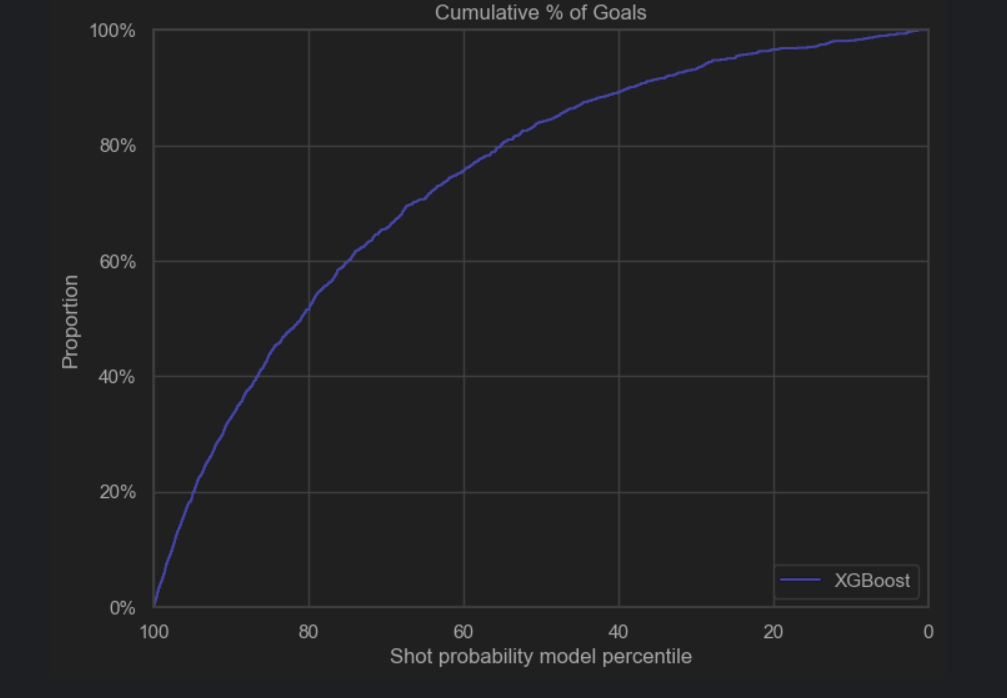 Cumulative % of Goals
100%
80%
60%
40%
20%
0%
Proportion
XGBoost
100 80 60 40 20 0
Shot probability model percentile